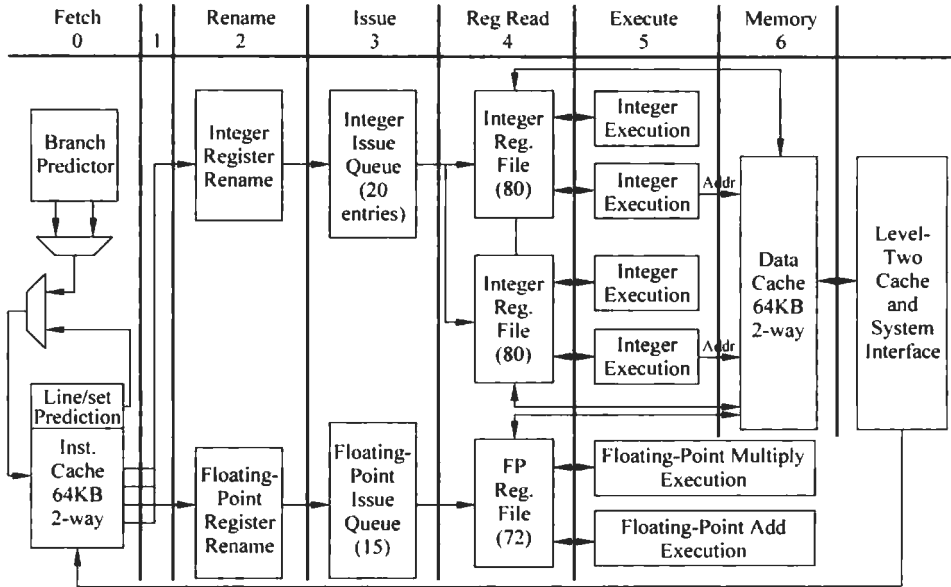 Fetch
0
1
Rename
2
Issue
3
Reg Read
4
Execute
5
Memory
6
Branch
Predictor
Line/set
Prediction
Inst.
Cache
64KB
2-way
Integer
Register
Rename
Floating-
Point
Register
Rename
Integer
Issue
Queue
(20
entries)
Floating-
Point
Issue
Queue
(15)
Integer
Reg.
File
(80)
Integer
Reg.
File
(80)
FP
Reg.
File
(72)
Integer
Execution
Integer
Execution
Addr
Integer
Execution
Integer
Execution
Addr
Floating-Point Multiply
Execution
Floating-Point Add
Execution
Data
Cache
64KB
2-way
Level-
Two
Cache
and
System
Interface